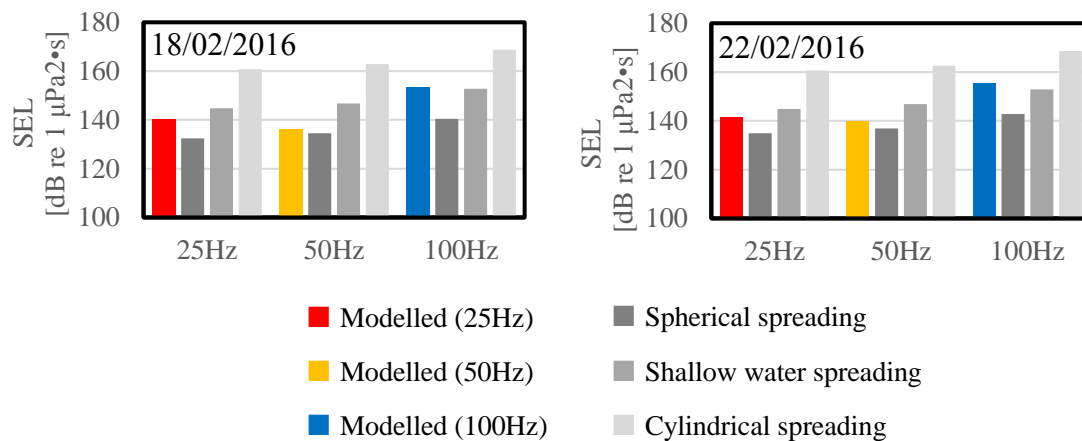 18/02/2016
SEL
[dB re 1 µPa2•s]
180
160
140
120
100
25Hz 50Hz 100Hz
22/02/2016
SEL
[dB re 1 µPa2•s]
180
160
140
120
100
25Hz 50Hz 100Hz
Modelled (25Hz)
Spherical spreading
Modelled (50Hz)
Shallow water spreading
Modelled (100Hz)
Cylindrical spreading